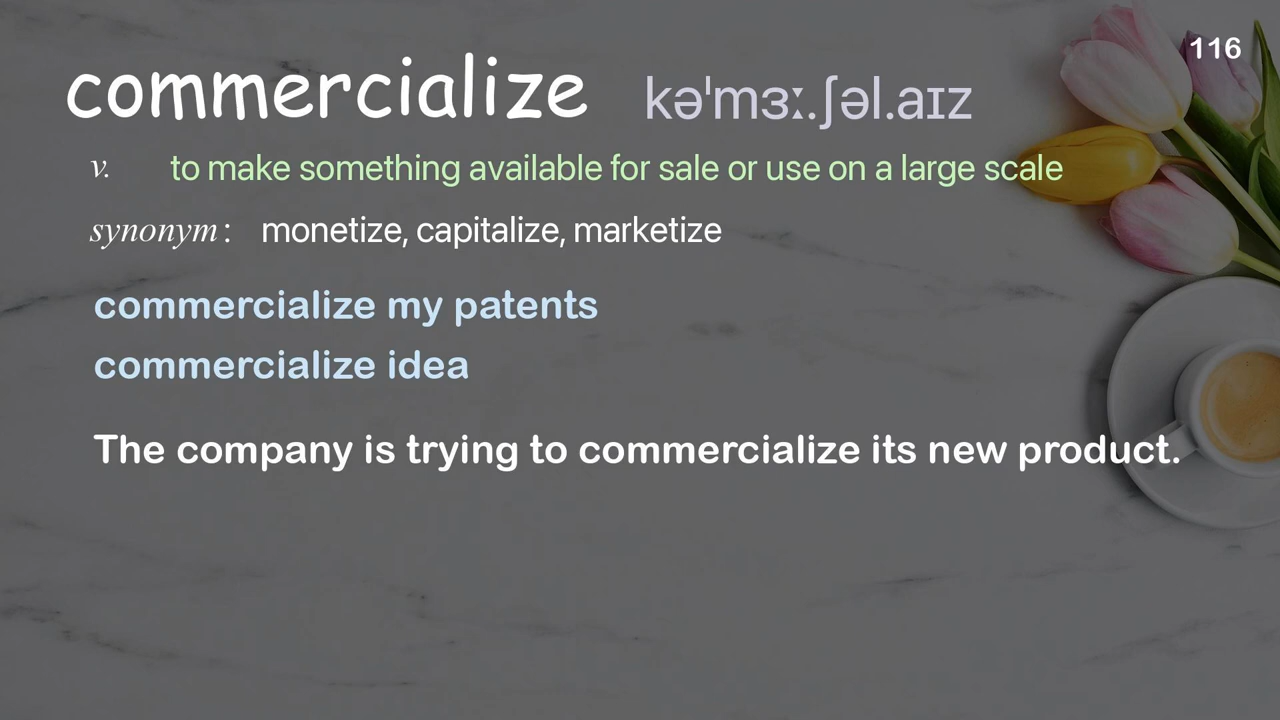 116
commercialize kəˈmɜː.ʃəl.aɪz
v. to make something available for sale or use on a large scale
synonym : monetize, capitalize, marketize
commercialize my patents
commercialize idea
The company is trying to commercialize its new product.